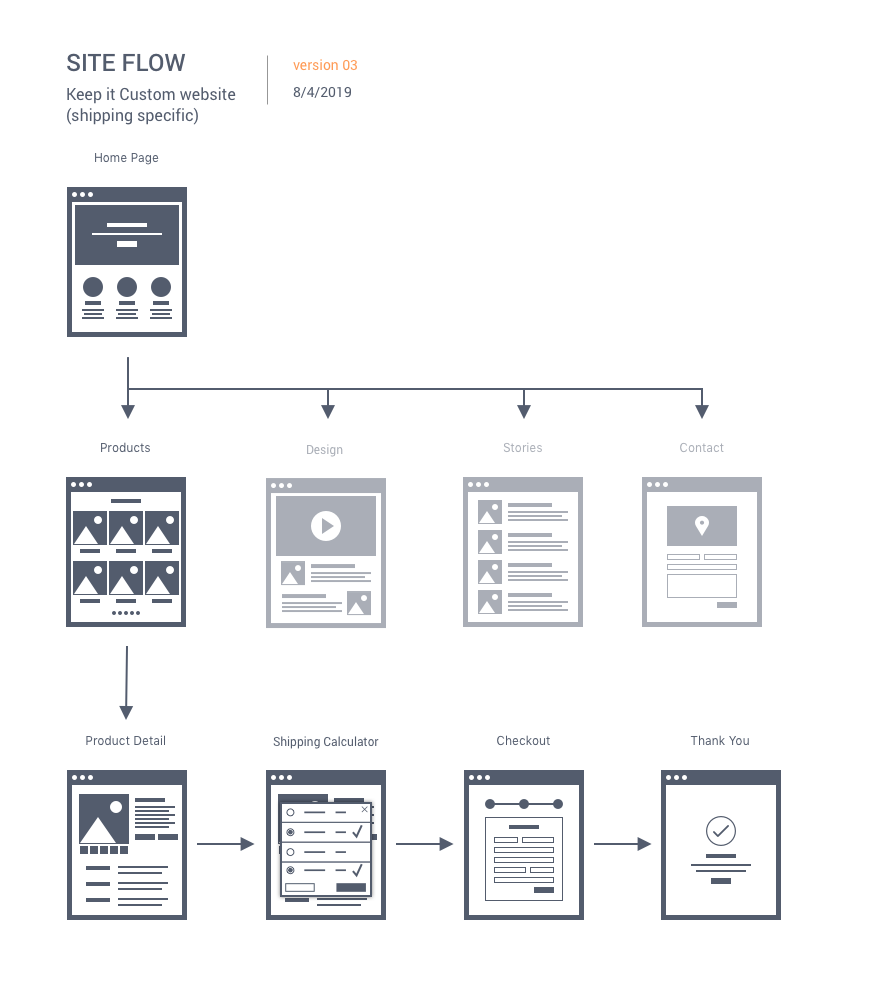 SITE FLOW
Keep it Custom website
(shipping specific)
version 03
8/4/2019
Home Page
Products
Design
Stories
Contact
Product Detail
Shipping Calculator
Checkout
Thank You